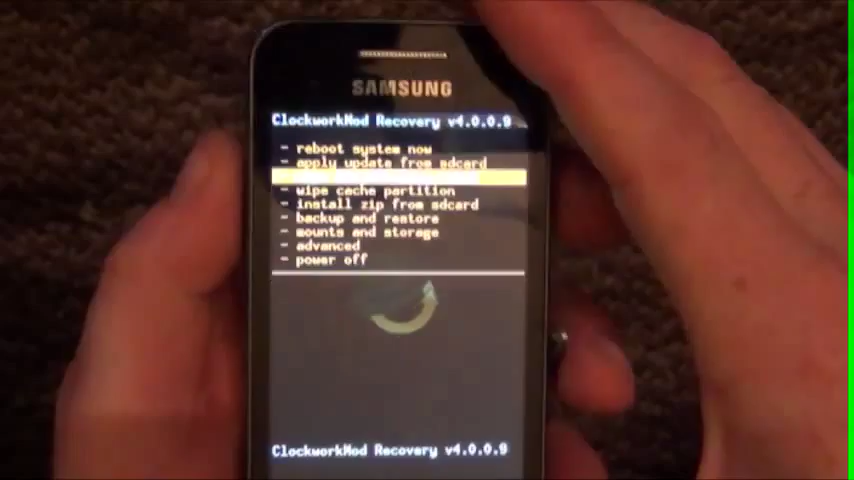 SAMSUNG
ClockworkMod Recovery v4.0.0.9
- reboot system now
- apply update from sdcard
- wipe cache partition
- install zip from sdcard
- backup and restore
- mounts and storage
- advanced
- power off
ClockworkMod Recovery v4.0.0.9